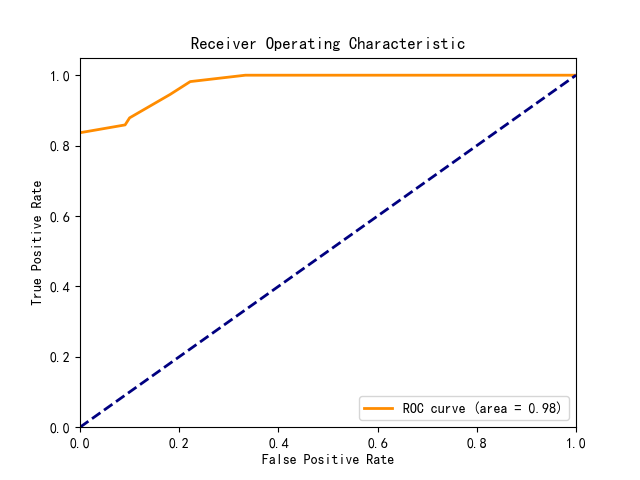 Receiver Operating Characteristic
1.0
0.8
0.6
0.4
0.2
0.0
True Positive Rate
ROC curve (area = 0.98)
0.0 0.2 0.4 0.6 0.8 1.0
False Positive Rate